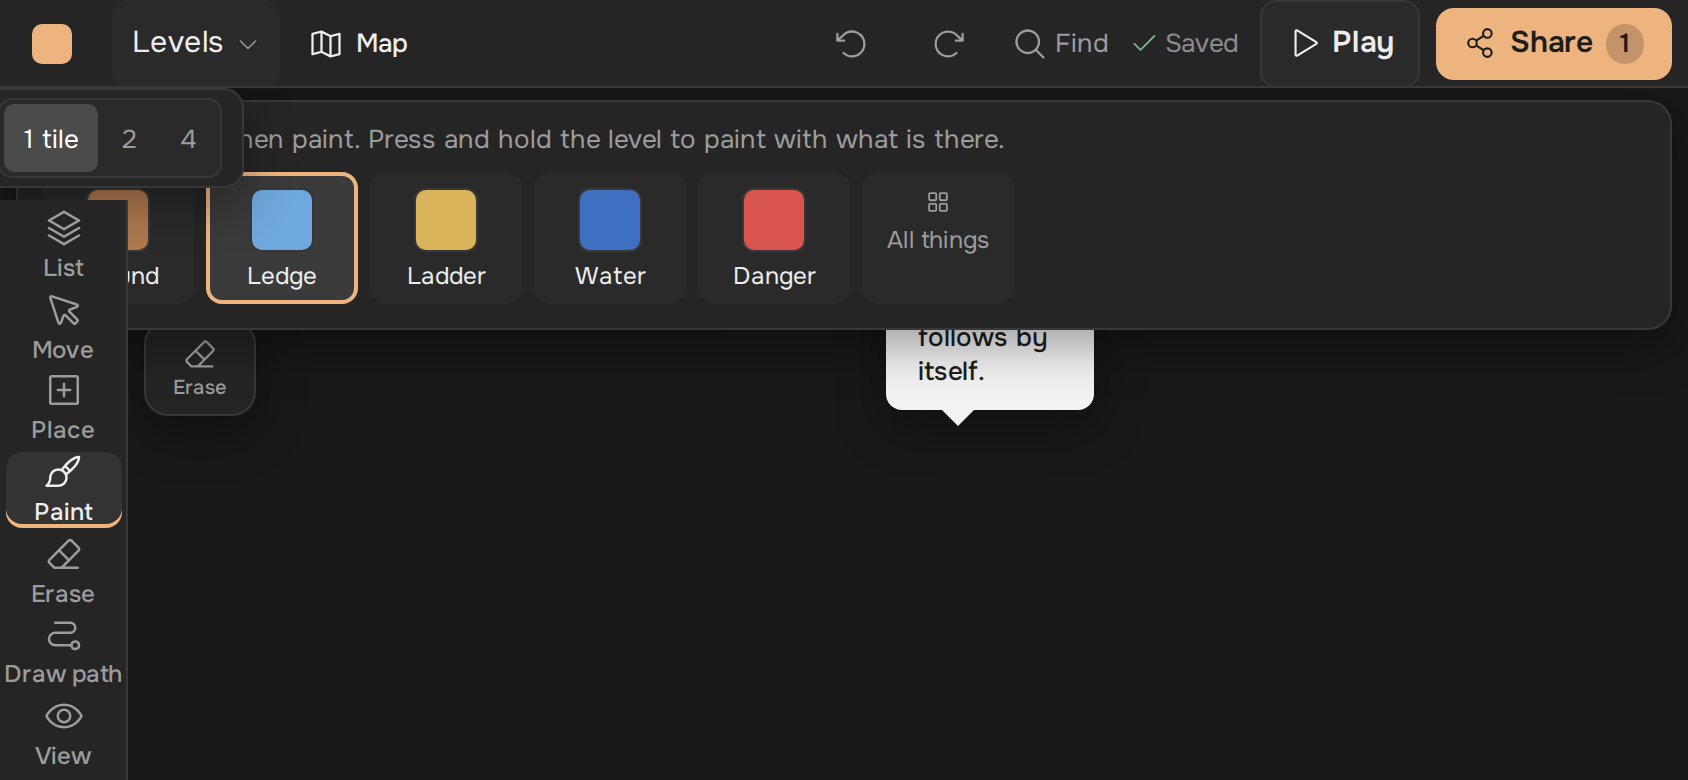 Levels
Map
Find
Saved
Play
Share 1
1 tile 2 4
then paint. Press and hold the level to paint with what is there.
Ledge
Ladder
Water
Danger
All things
List
Move
Place
Paint
Erase
Draw path
View
Erase
follows by
itself.